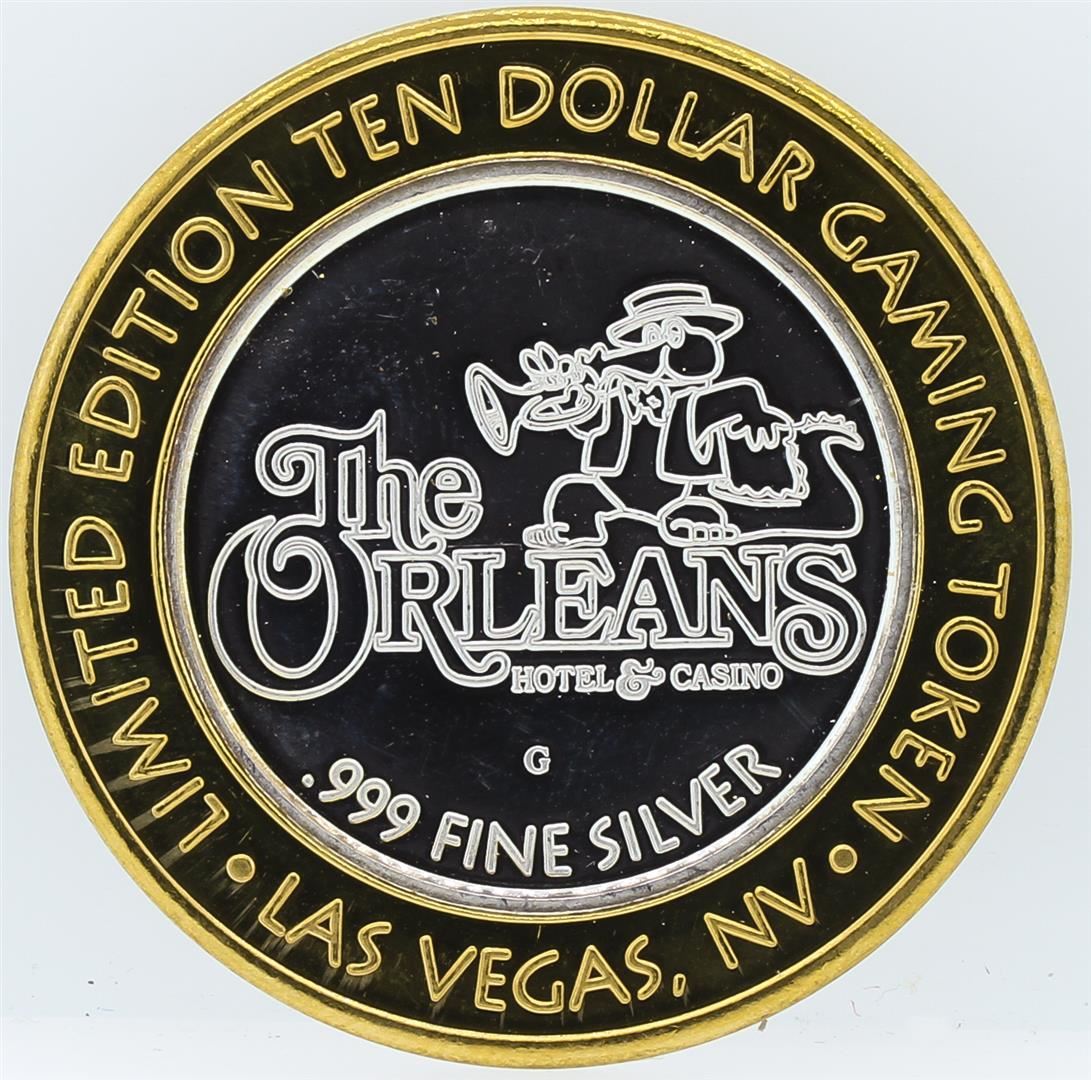 LIMITED EDITION TEN DOLLAR GAMING TOKEN
The
ORLEANS
HOTEL & CASINO
G
.999 FINE SILVER
• LAS VEGAS, NV •